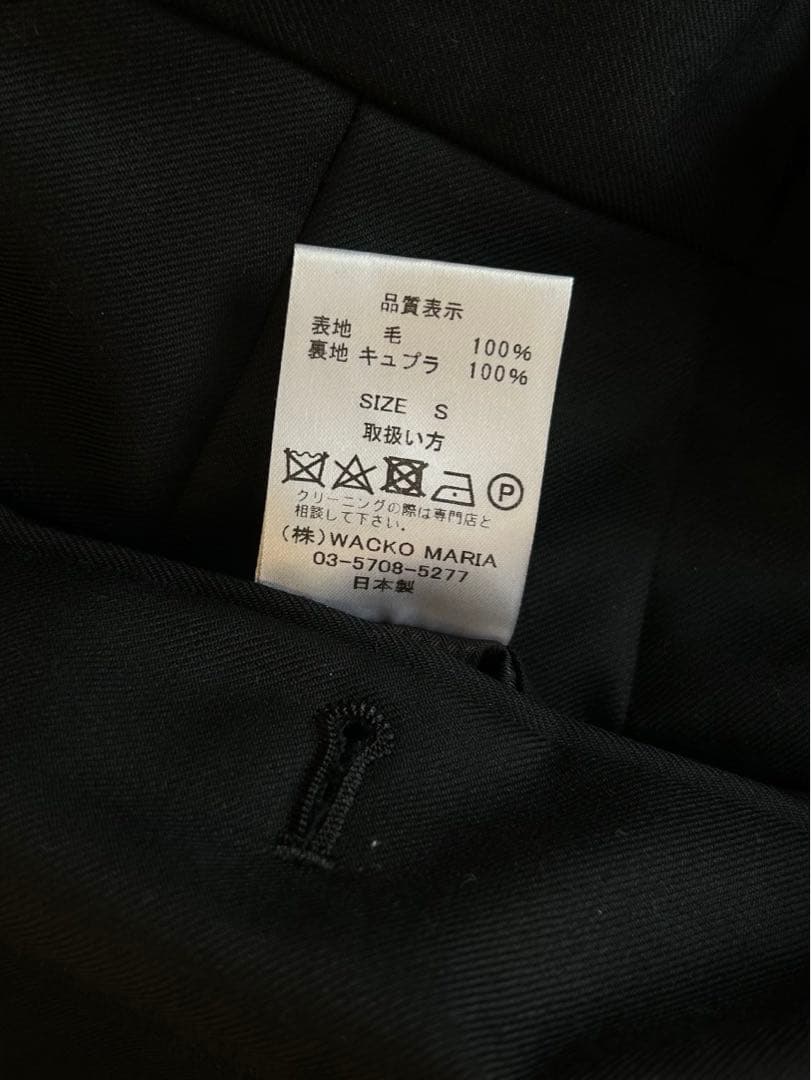 品質表示
表地 毛 100%
裏地 キュプラ 100%
SIZE S
取扱い方
P
クリーニングの際は専門店と
相談して下さい.
(株)WACKO MARIA
03-5708-5277
日本製